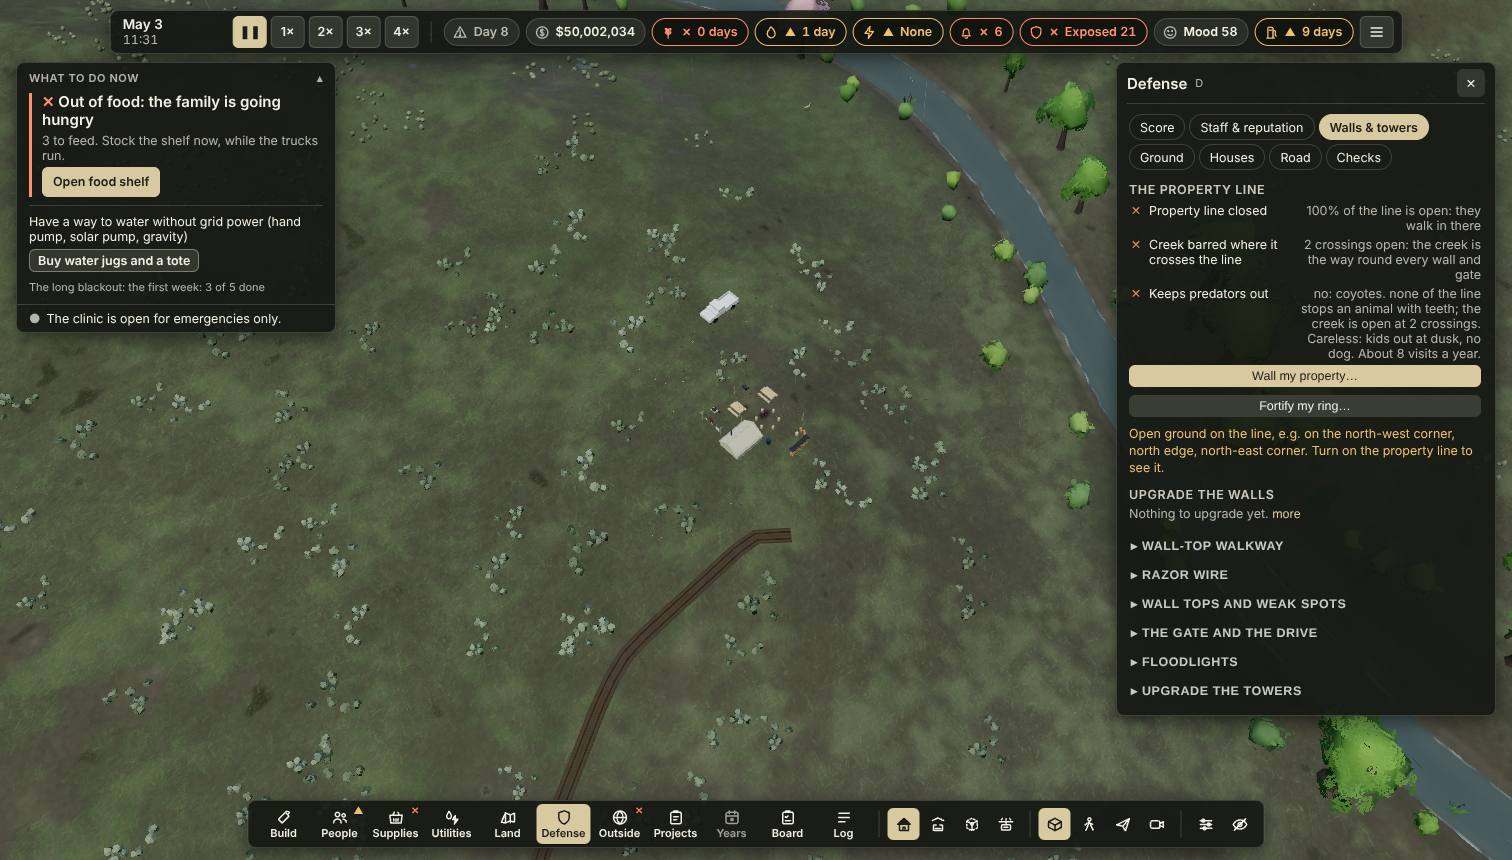 May 3
11:31
1×
2×
3×
4×
Day 8
$50,002,034
× 0 days
▲ 1 day
▲ None
× 6
× Exposed 21
Mood 58
▲ 9 days
WHAT TO DO NOW
× Out of food: the family is going
hungry
3 to feed. Stock the shelf now, while the trucks
run.
Open food shelf
Have a way to water without grid power (hand
pump, solar pump, gravity)
Buy water jugs and a tote
The long blackout: the first week: 3 of 5 done
The clinic is open for emergencies only.
Defense D
×
Score
Staff & reputation
Walls & towers
Ground
Houses
Road
Checks
THE PROPERTY LINE
× Property line closed
100% of the line is open: they
walk in there
× Creek barred where it
crosses the line
2 crossings open: the creek is
the way round every wall and
gate
× Keeps predators out
no: coyotes. none of the line
stops an animal with teeth; the
creek is open at 2 crossings.
Careless: kids out at dusk, no
dog. About 8 visits a year.
Wall my property…
Fortify my ring…
Open ground on the line, e.g. on the north-west corner,
north edge, north-east corner. Turn on the property line to
see it.
UPGRADE THE WALLS
Nothing to upgrade yet. more
▸ WALL-TOP WALKWAY
▸ RAZOR WIRE
▸ WALL TOPS AND WEAK SPOTS
▸ THE GATE AND THE DRIVE
▸ FLOODLIGHTS
▸ UPGRADE THE TOWERS
Build
People
Supplies
Utilities
Land
Defense
Outside
Projects
Years
Board
Log